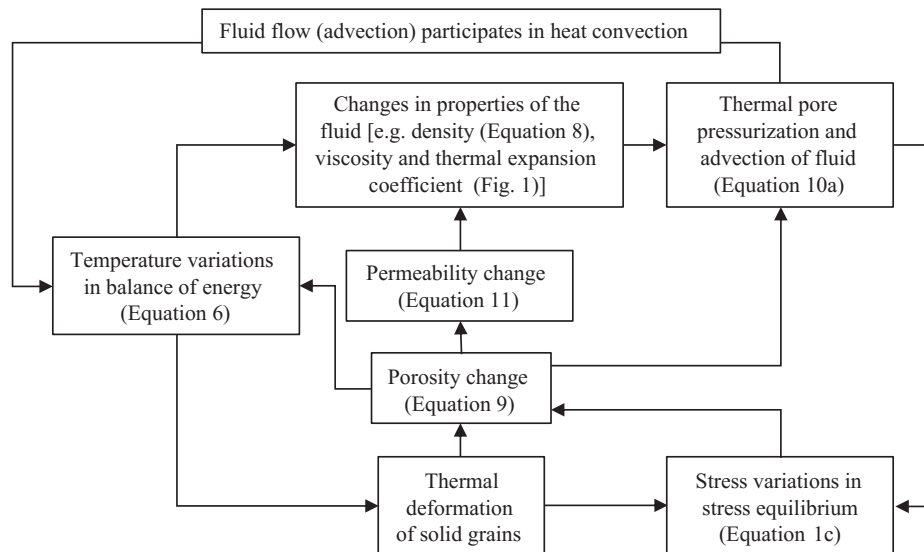 Fluid flow (advection) participates in heat convection
Changes in properties of the
fluid [e.g. density (Equation 8),
viscosity and thermal expansion
coefficient (Fig. 1)]
Thermal pore
pressurization and
advection of fluid
(Equation 10a)
Temperature variations
in balance of energy
(Equation 6)
Permeability change
(Equation 11)
Porosity change
(Equation 9)
Thermal
deformation
of solid grains
Stress variations in
stress equilibrium
(Equation 1c)